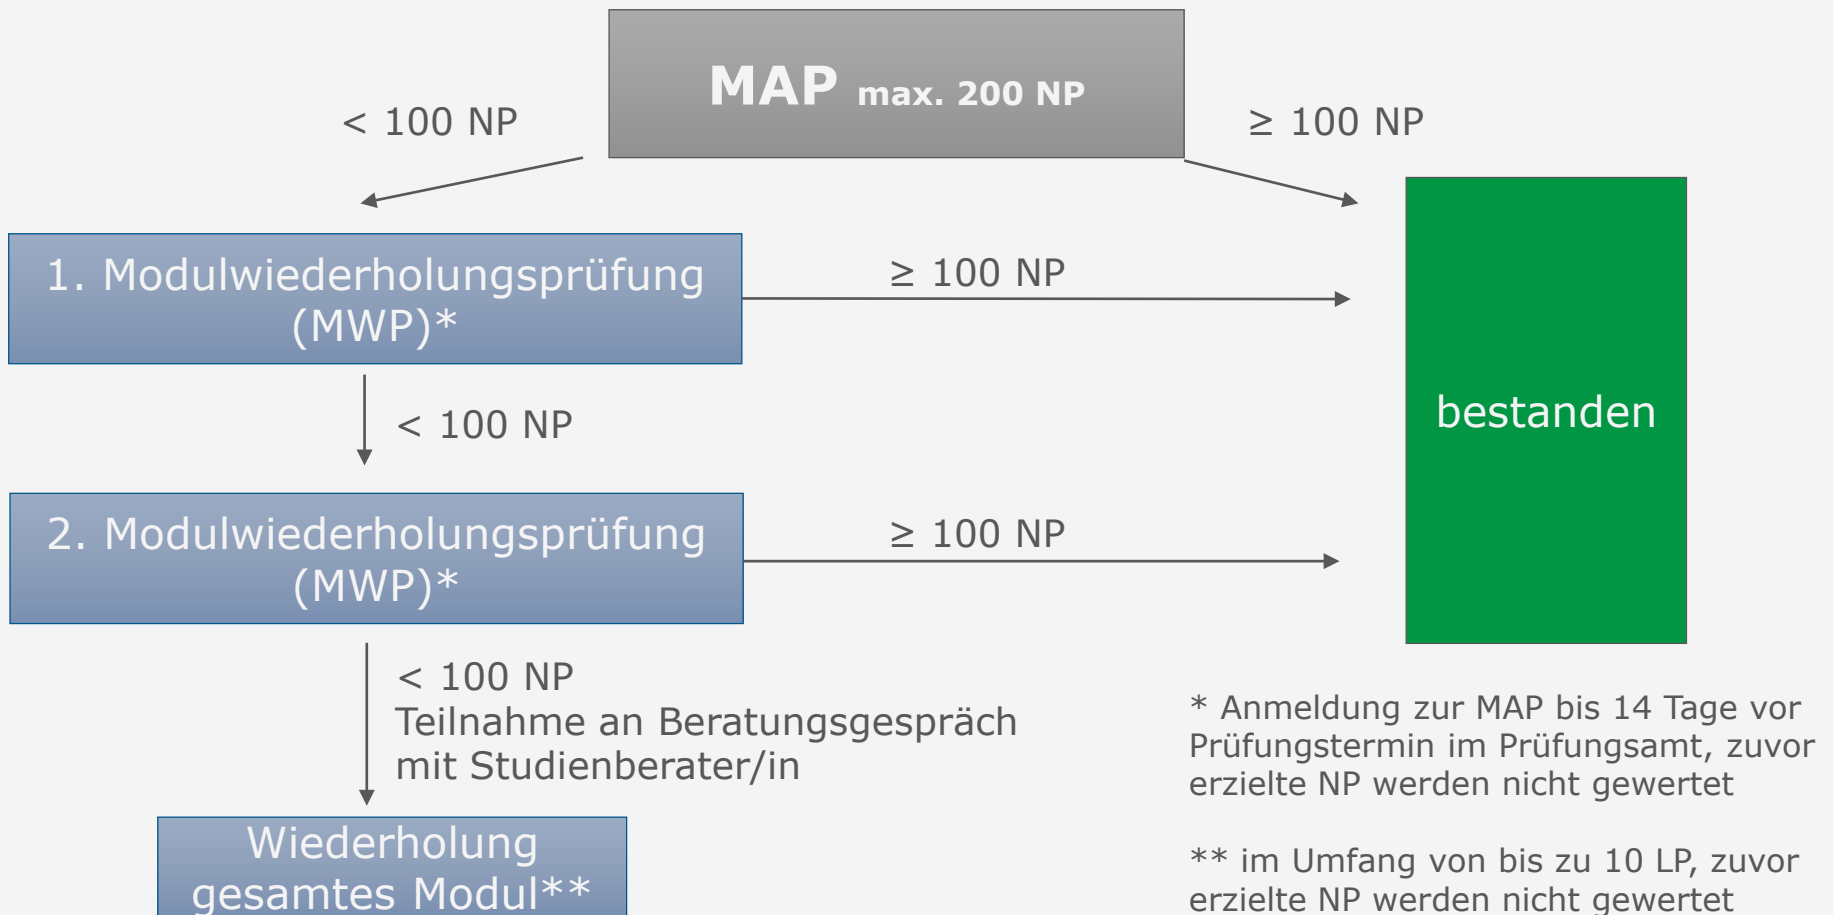 MAP max. 200 NP
< 100 NP
≥ 100 NP
1. Modulwiederholungsprüfung
(MWP)*
≥ 100 NP
bestanden
< 100 NP
2. Modulwiederholungsprüfung
(MWP)*
≥ 100 NP
< 100 NP
Teilnahme an Beratungsgespräch
mit Studienberater/in
* Anmeldung zur MAP bis 14 Tage vor
Prüfungstermin im Prüfungsamt, zuvor
erzielte NP werden nicht gewertet
Wiederholung
gesamtes Modul**
** im Umfang von bis zu 10 LP, zuvor
erzielte NP werden nicht gewertet